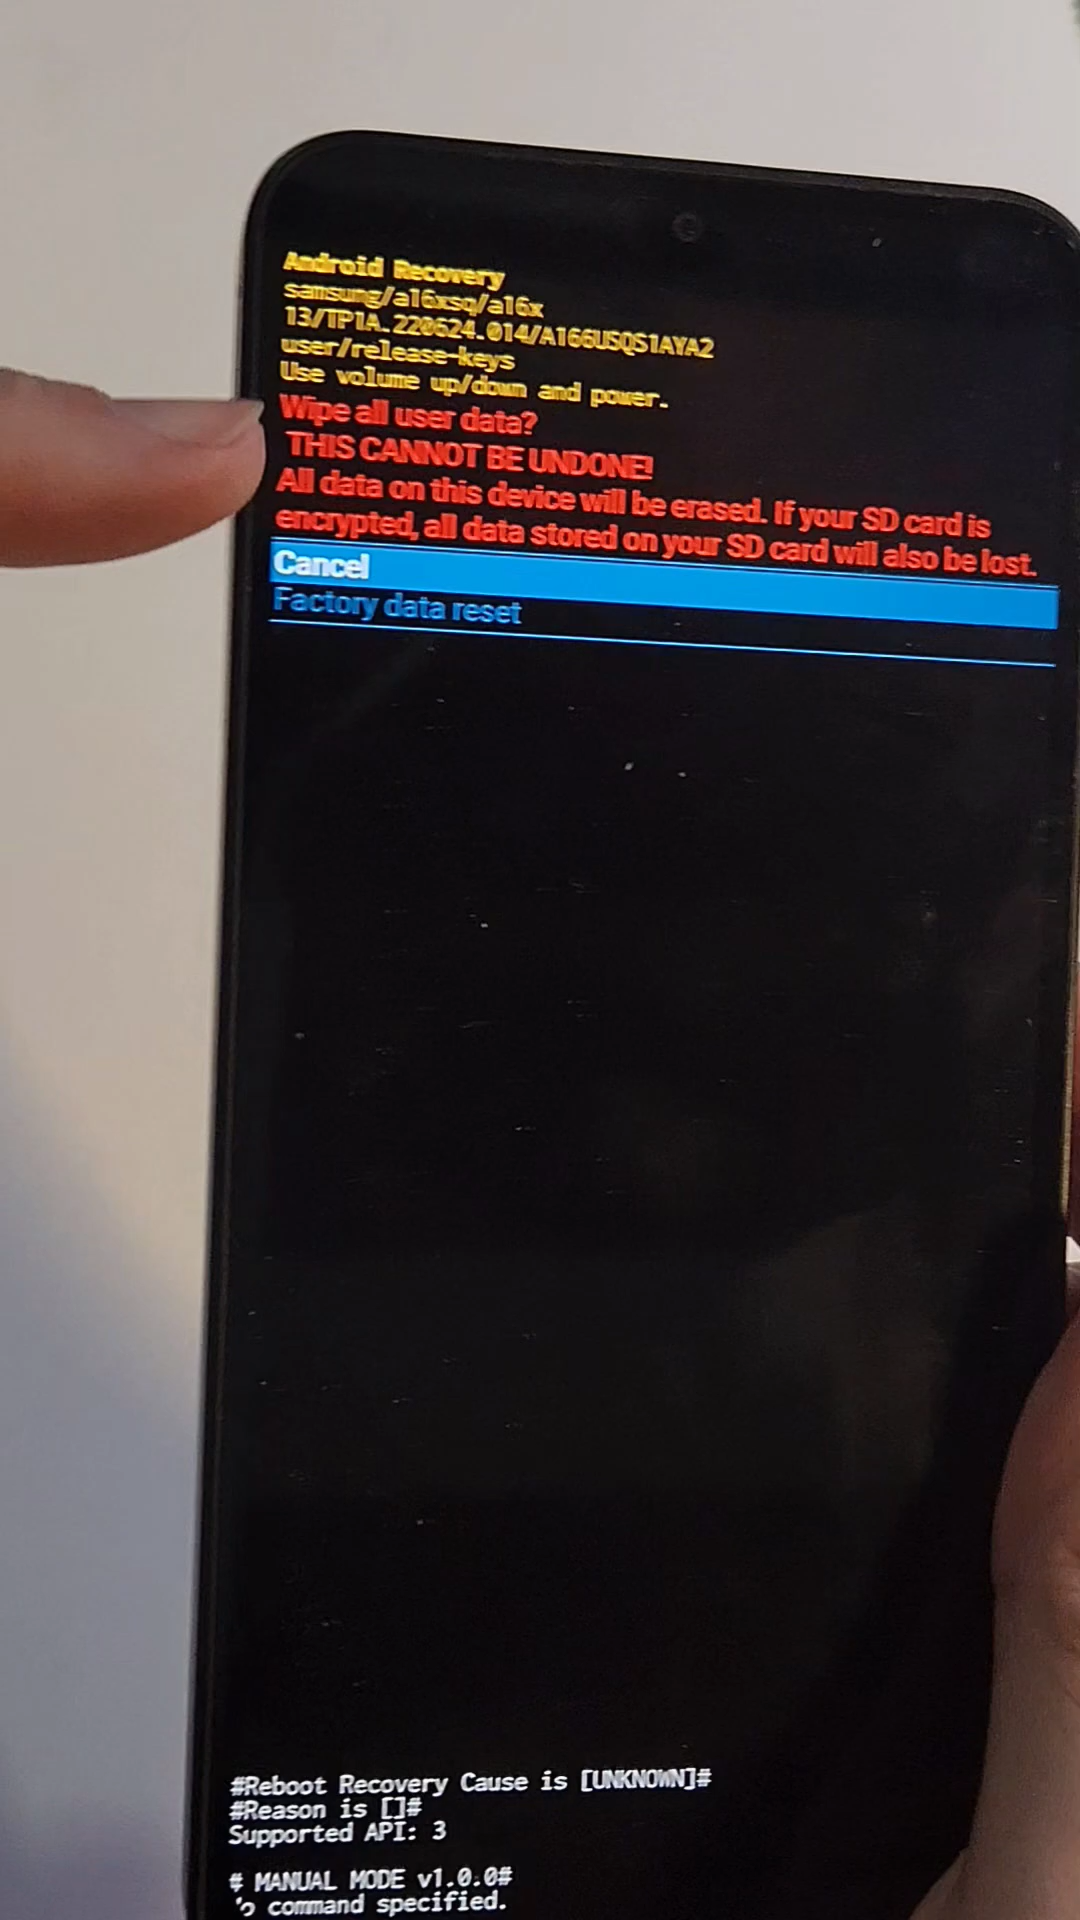 Android Recovery
samsung/a16xsq/a16x
13/TP1A.220624.014/A166USQS1AYA2
user/release-keys
Use volume up/down and power.
Wipe all user data?
THIS CANNOT BE UNDONE!
All data on this device will be erased. If your SD card is
encrypted, all data stored on your SD card will also be lost.
Cancel
Factory data reset
#Reboot Recovery Cause is [UNKNOWN]#
#Reason is []#
Supported API: 3
# MANUAL MODE v1.0.0#
command specified.